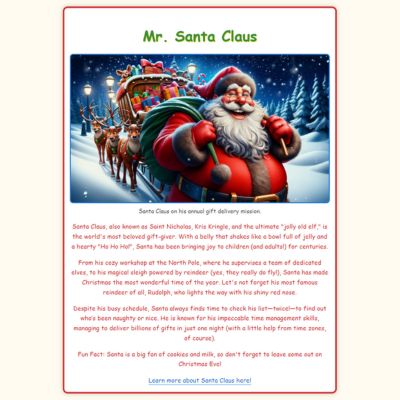 Mr. Santa Claus
Santa Claus on his annual gift delivery mission.
Santa Claus, also known as Saint Nicholas, Kris Kringle, and the ultimate "jolly old elf," is
the world's most beloved gift-giver. With a belly that shakes like a bowl full of jelly and
a hearty "Ho Ho Ho!", Santa has been bringing joy to children (and adults!) for centuries.
From his cozy workshop at the North Pole, where he supervises a team of dedicated
elves, to his magical sleigh powered by reindeer (yes, they really do fly!), Santa has made
Christmas the most wonderful time of the year. Let's not forget his most famous
reindeer of all, Rudolph, who lights the way with his shiny red nose.
Despite his busy schedule, Santa always finds time to check his list—twice!—to find out
who's been naughty or nice. He is known for his impeccable time management skills,
managing to deliver billions of gifts in just one night (with a little help from time zones,
of course).
Fun Fact: Santa is a big fan of cookies and milk, so don't forget to leave some out on
Christmas Eve!
Learn more about Santa Claus here!